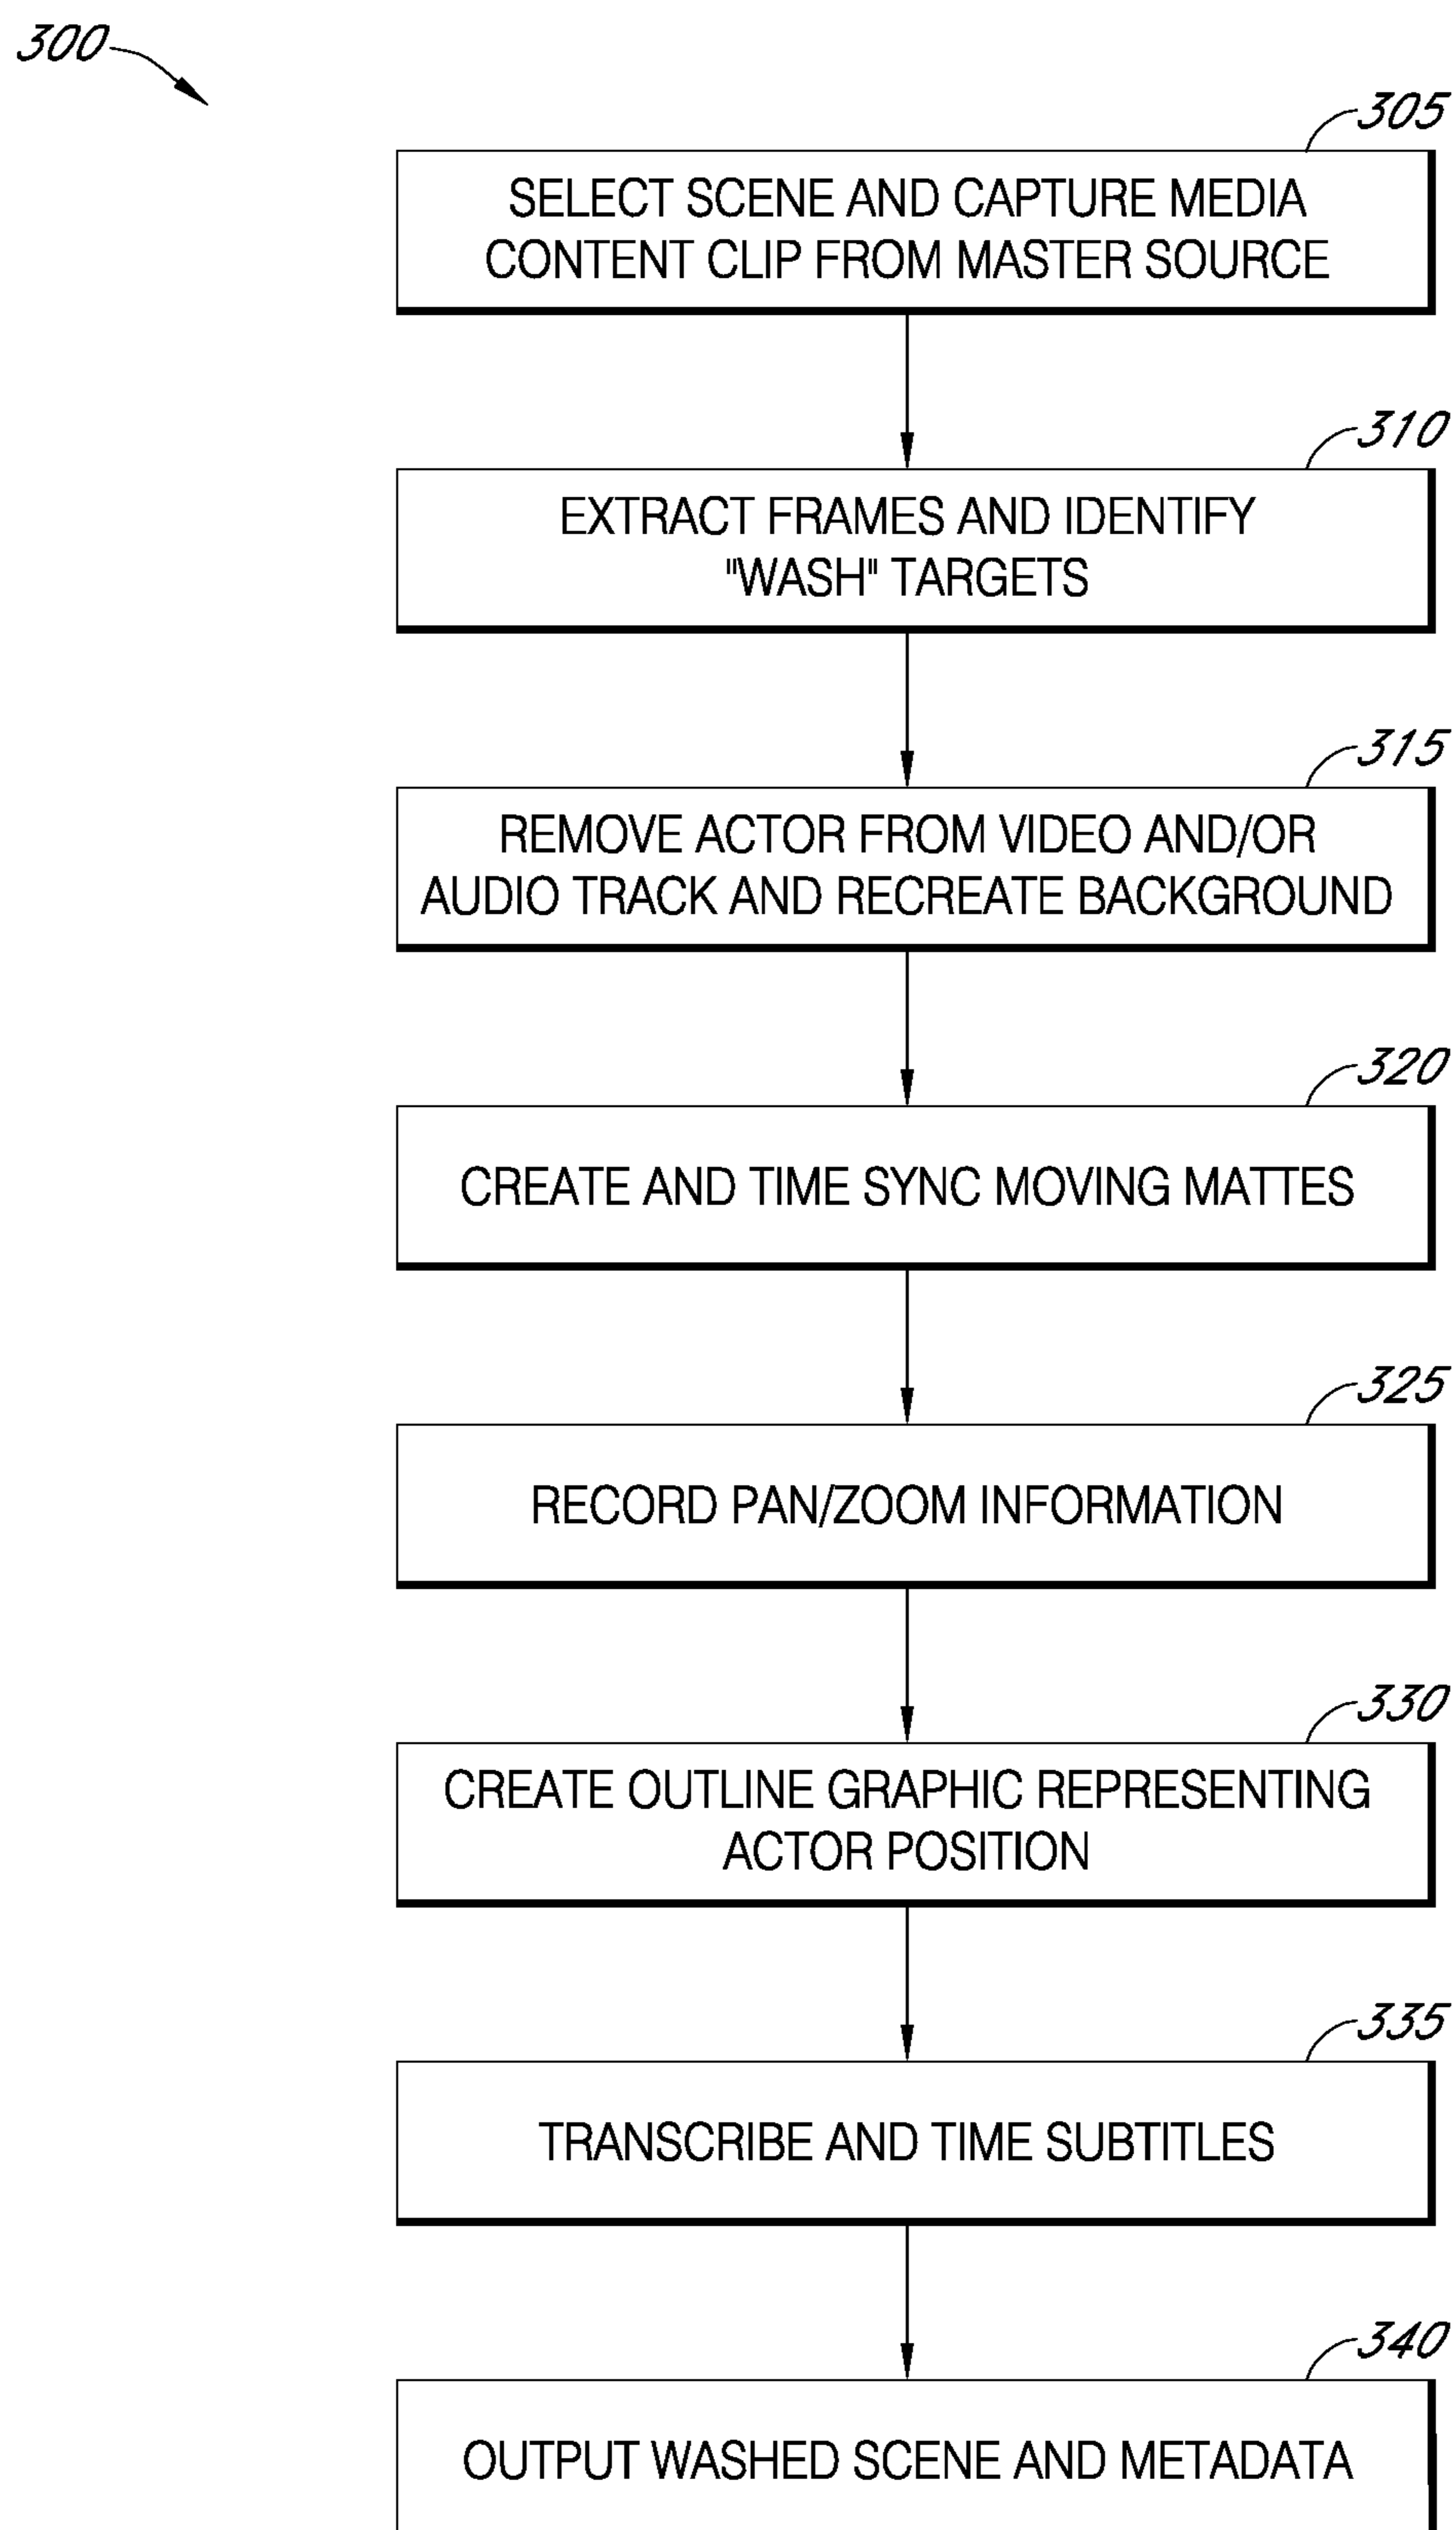 300
305
SELECT SCENE AND CAPTURE MEDIA
CONTENT CLIP FROM MASTER SOURCE
310
EXTRACT FRAMES AND IDENTIFY
"WASH" TARGETS
315
REMOVE ACTOR FROM VIDEO AND/OR
AUDIO TRACK AND RECREATE BACKGROUND
320
CREATE AND TIME SYNC MOVING MATTES
325
RECORD PAN/ZOOM INFORMATION
330
CREATE OUTLINE GRAPHIC REPRESENTING
ACTOR POSITION
335
TRANSCRIBE AND TIME SUBTITLES
340
OUTPUT WASHED SCENE AND METADATA